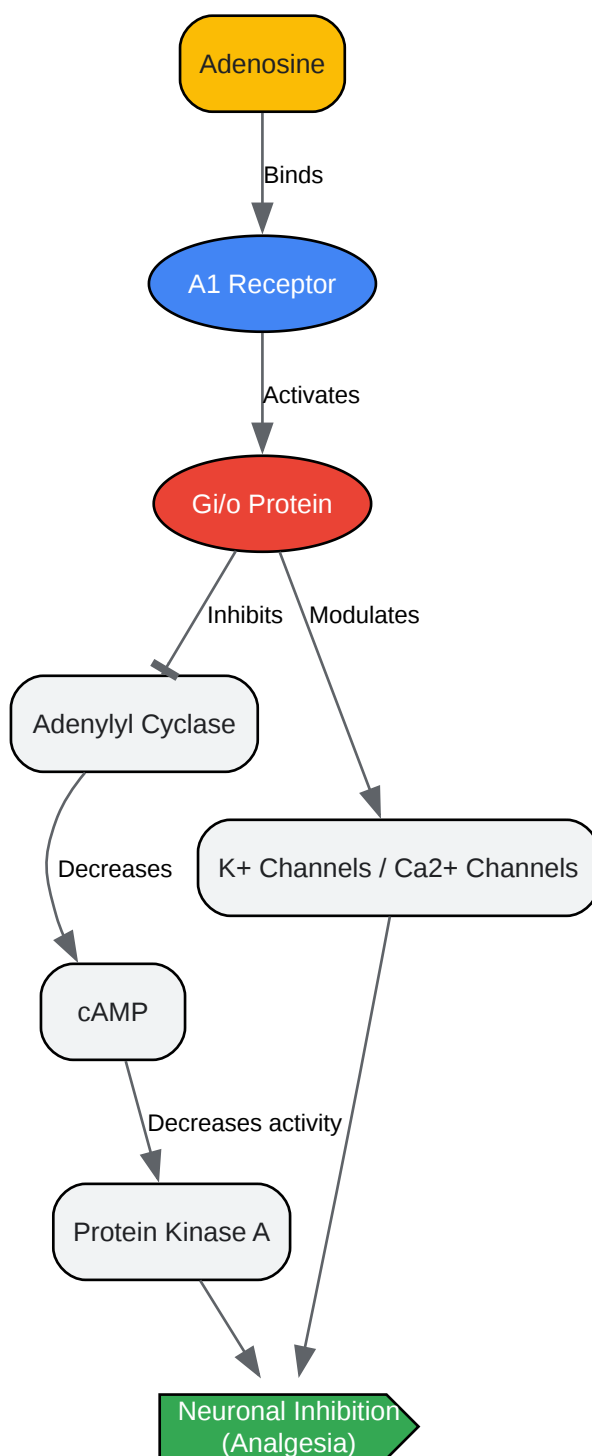 Adenosine
Binds
A1 Receptor
Activates
Gi/o Protein
Inhibits
Modulates
Adenylyl Cyclase
Decreases
K+ Channels / Ca2+ Channels
cAMP
Decreases activity
Protein Kinase A
Neuronal Inhibition
(Analgesia)